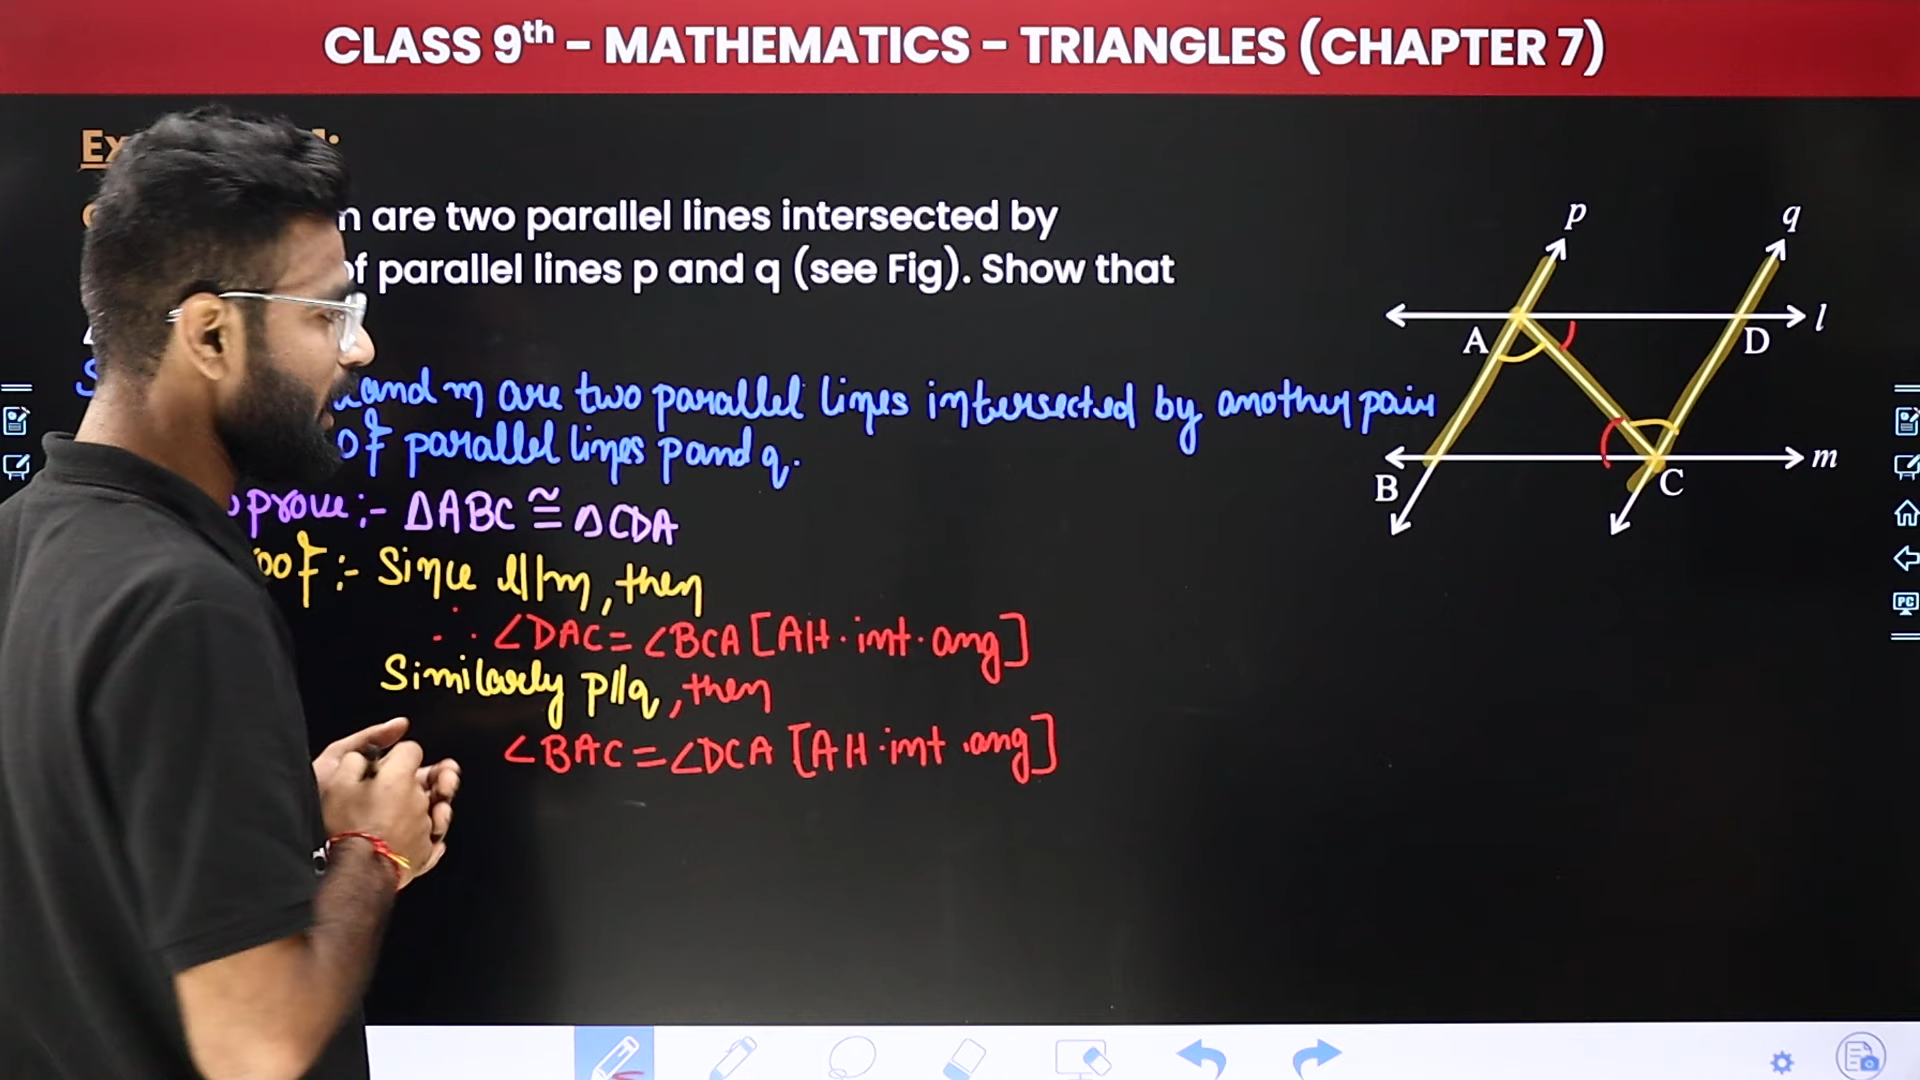 CLASS 9th - MATHEMATICS - TRIANGLES (CHAPTER 7)
are two parallel lines intersected by
parallel lines p and q (see Fig). Show that
and m are two parallel lines intersected by another pair
of parallel lines p and q.
prove :- ΔABC ≅ ΔCDA
:- Since l||m, then
∴ ∠DAC = ∠BCA [Alt. int. ang]
Similarly p||q, then
∠BAC = ∠DCA [Alt. int. ang]
p
q
A
D
l
B
C
m
PC